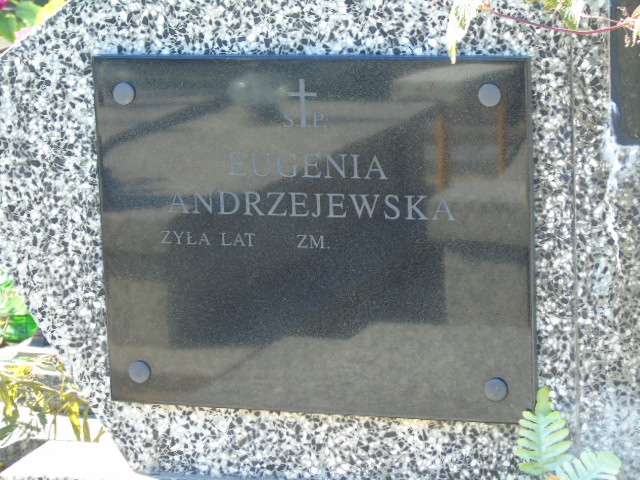 Ś.P.
EUGENIA
ANDRZEJEWSKA
ŻYŁA LAT ZM.